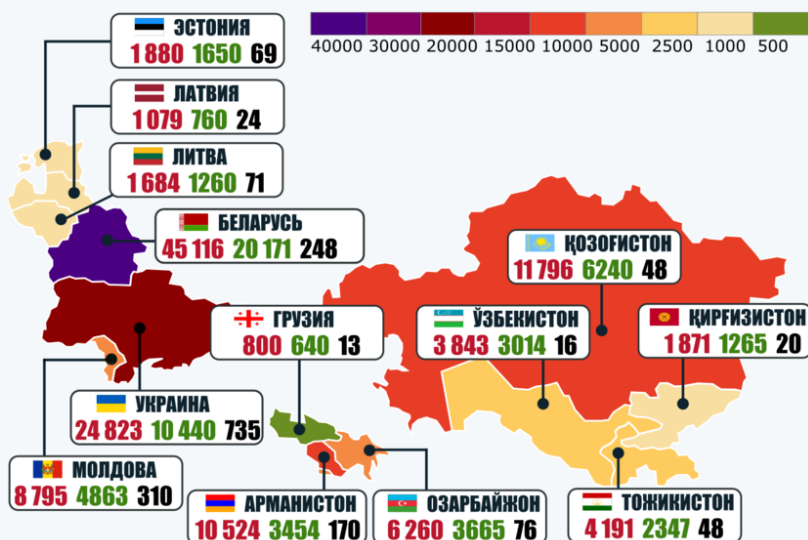 ЭСТОНИЯ
1 880 1650 69
40000 30000 20000 15000 10000 5000 2500 1000 500
ЛАТВИЯ
1 079 760 24
ЛИТВА
1 684 1260 71
БЕЛАРУСЬ
45 116 20 171 248
ҚОЗОҒИСТОН
11 796 6240 48
ГРУЗИЯ
800 640 13
ЎЗБЕКИСТОН
3 843 3014 16
ҚИРҒИЗИСТОН
1 871 1265 20
УКРАИНА
24 823 10 440 735
МОЛДОВА
8 795 4863 310
АРМАНИСТОН
10 524 3454 170
ОЗАРБАЙЖОН
6 260 3665 76
ТОЖИКИСТОН
4 191 2347 48